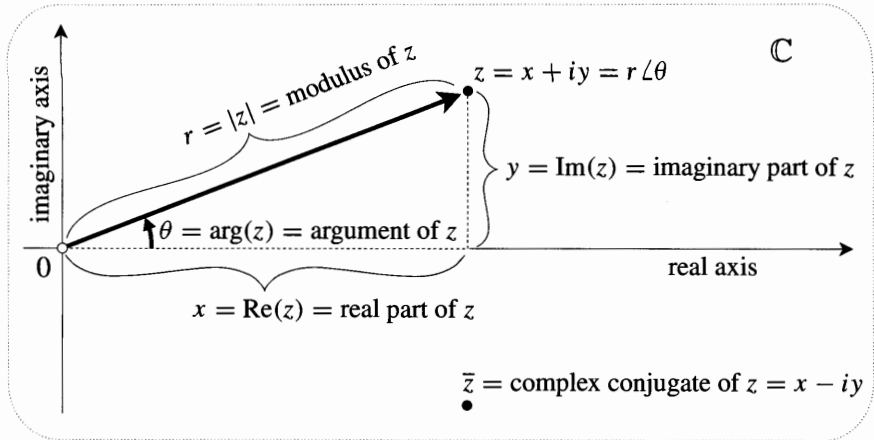 ℂ
imaginary axis
r = |z| = modulus of z
z = x + iy = r∠θ
y = Im(z) = imaginary part of z
θ = arg(z) = argument of z
0
real axis
x = Re(z) = real part of z
z̅ = complex conjugate of z = x − iy